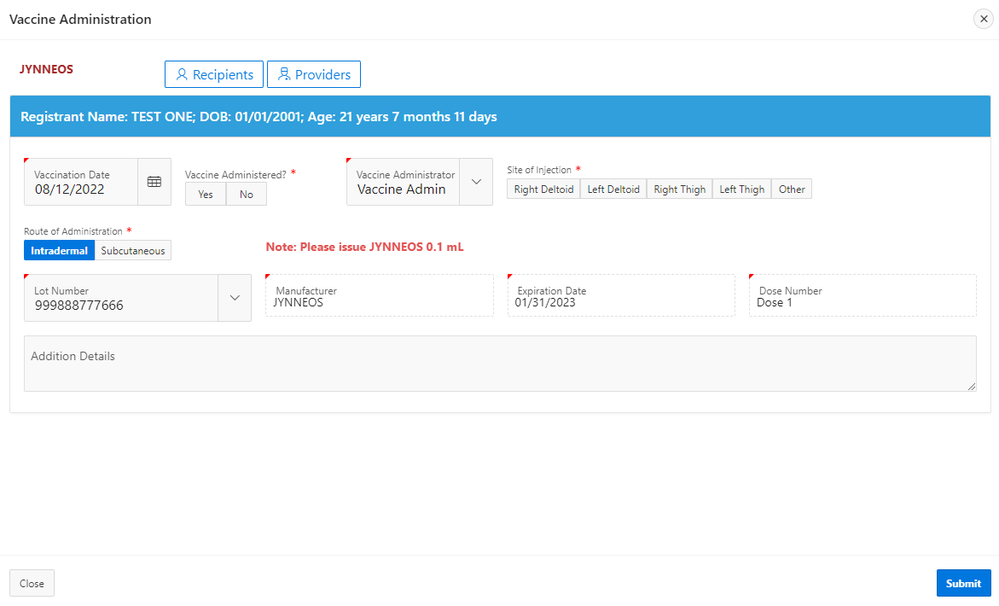 Vaccine Administration
JYNNEOS
Recipients
Providers
Registrant Name: TEST ONE; DOB: 01/01/2001; Age: 21 years 7 months 11 days
Vaccination Date
08/12/2022
Vaccine Administered? *
Yes No
Vaccine Administrator
Vaccine Admin
Site of Injection *
Right Deltoid Left Deltoid Right Thigh Left Thigh Other
Route of Administration *
Intradermal Subcutaneous
Note: Please issue JYNNEOS 0.1 mL
Lot Number
999888777666
Manufacturer
JYNNEOS
Expiration Date
01/31/2023
Dose Number
Dose 1
Addition Details
Close
Submit